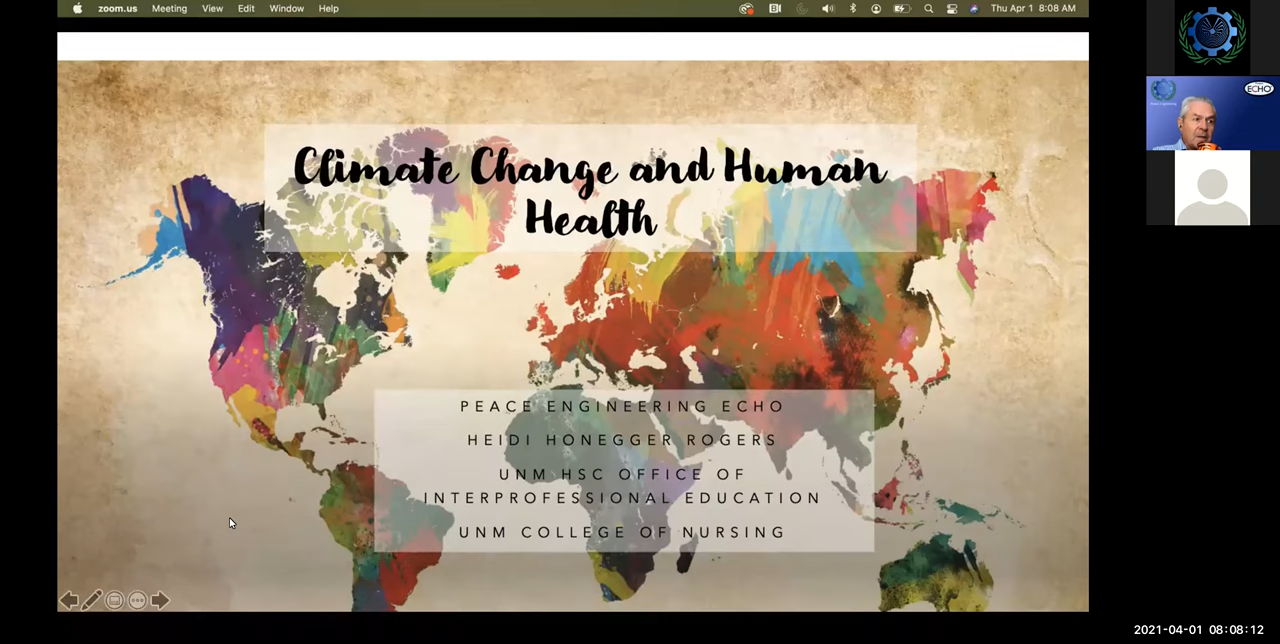 zoom.us Meeting View Edit Window Help
Thu Apr 1 8:08 AM
ECHO
Climate Change and Human
Health
PEACE ENGINEERING ECHO
HEIDI HONEGGER ROGERS
UNM HSC OFFICE OF
INTERPROFESSIONAL EDUCATION
UNM COLLEGE OF NURSING
2021-04-01 08:08:12